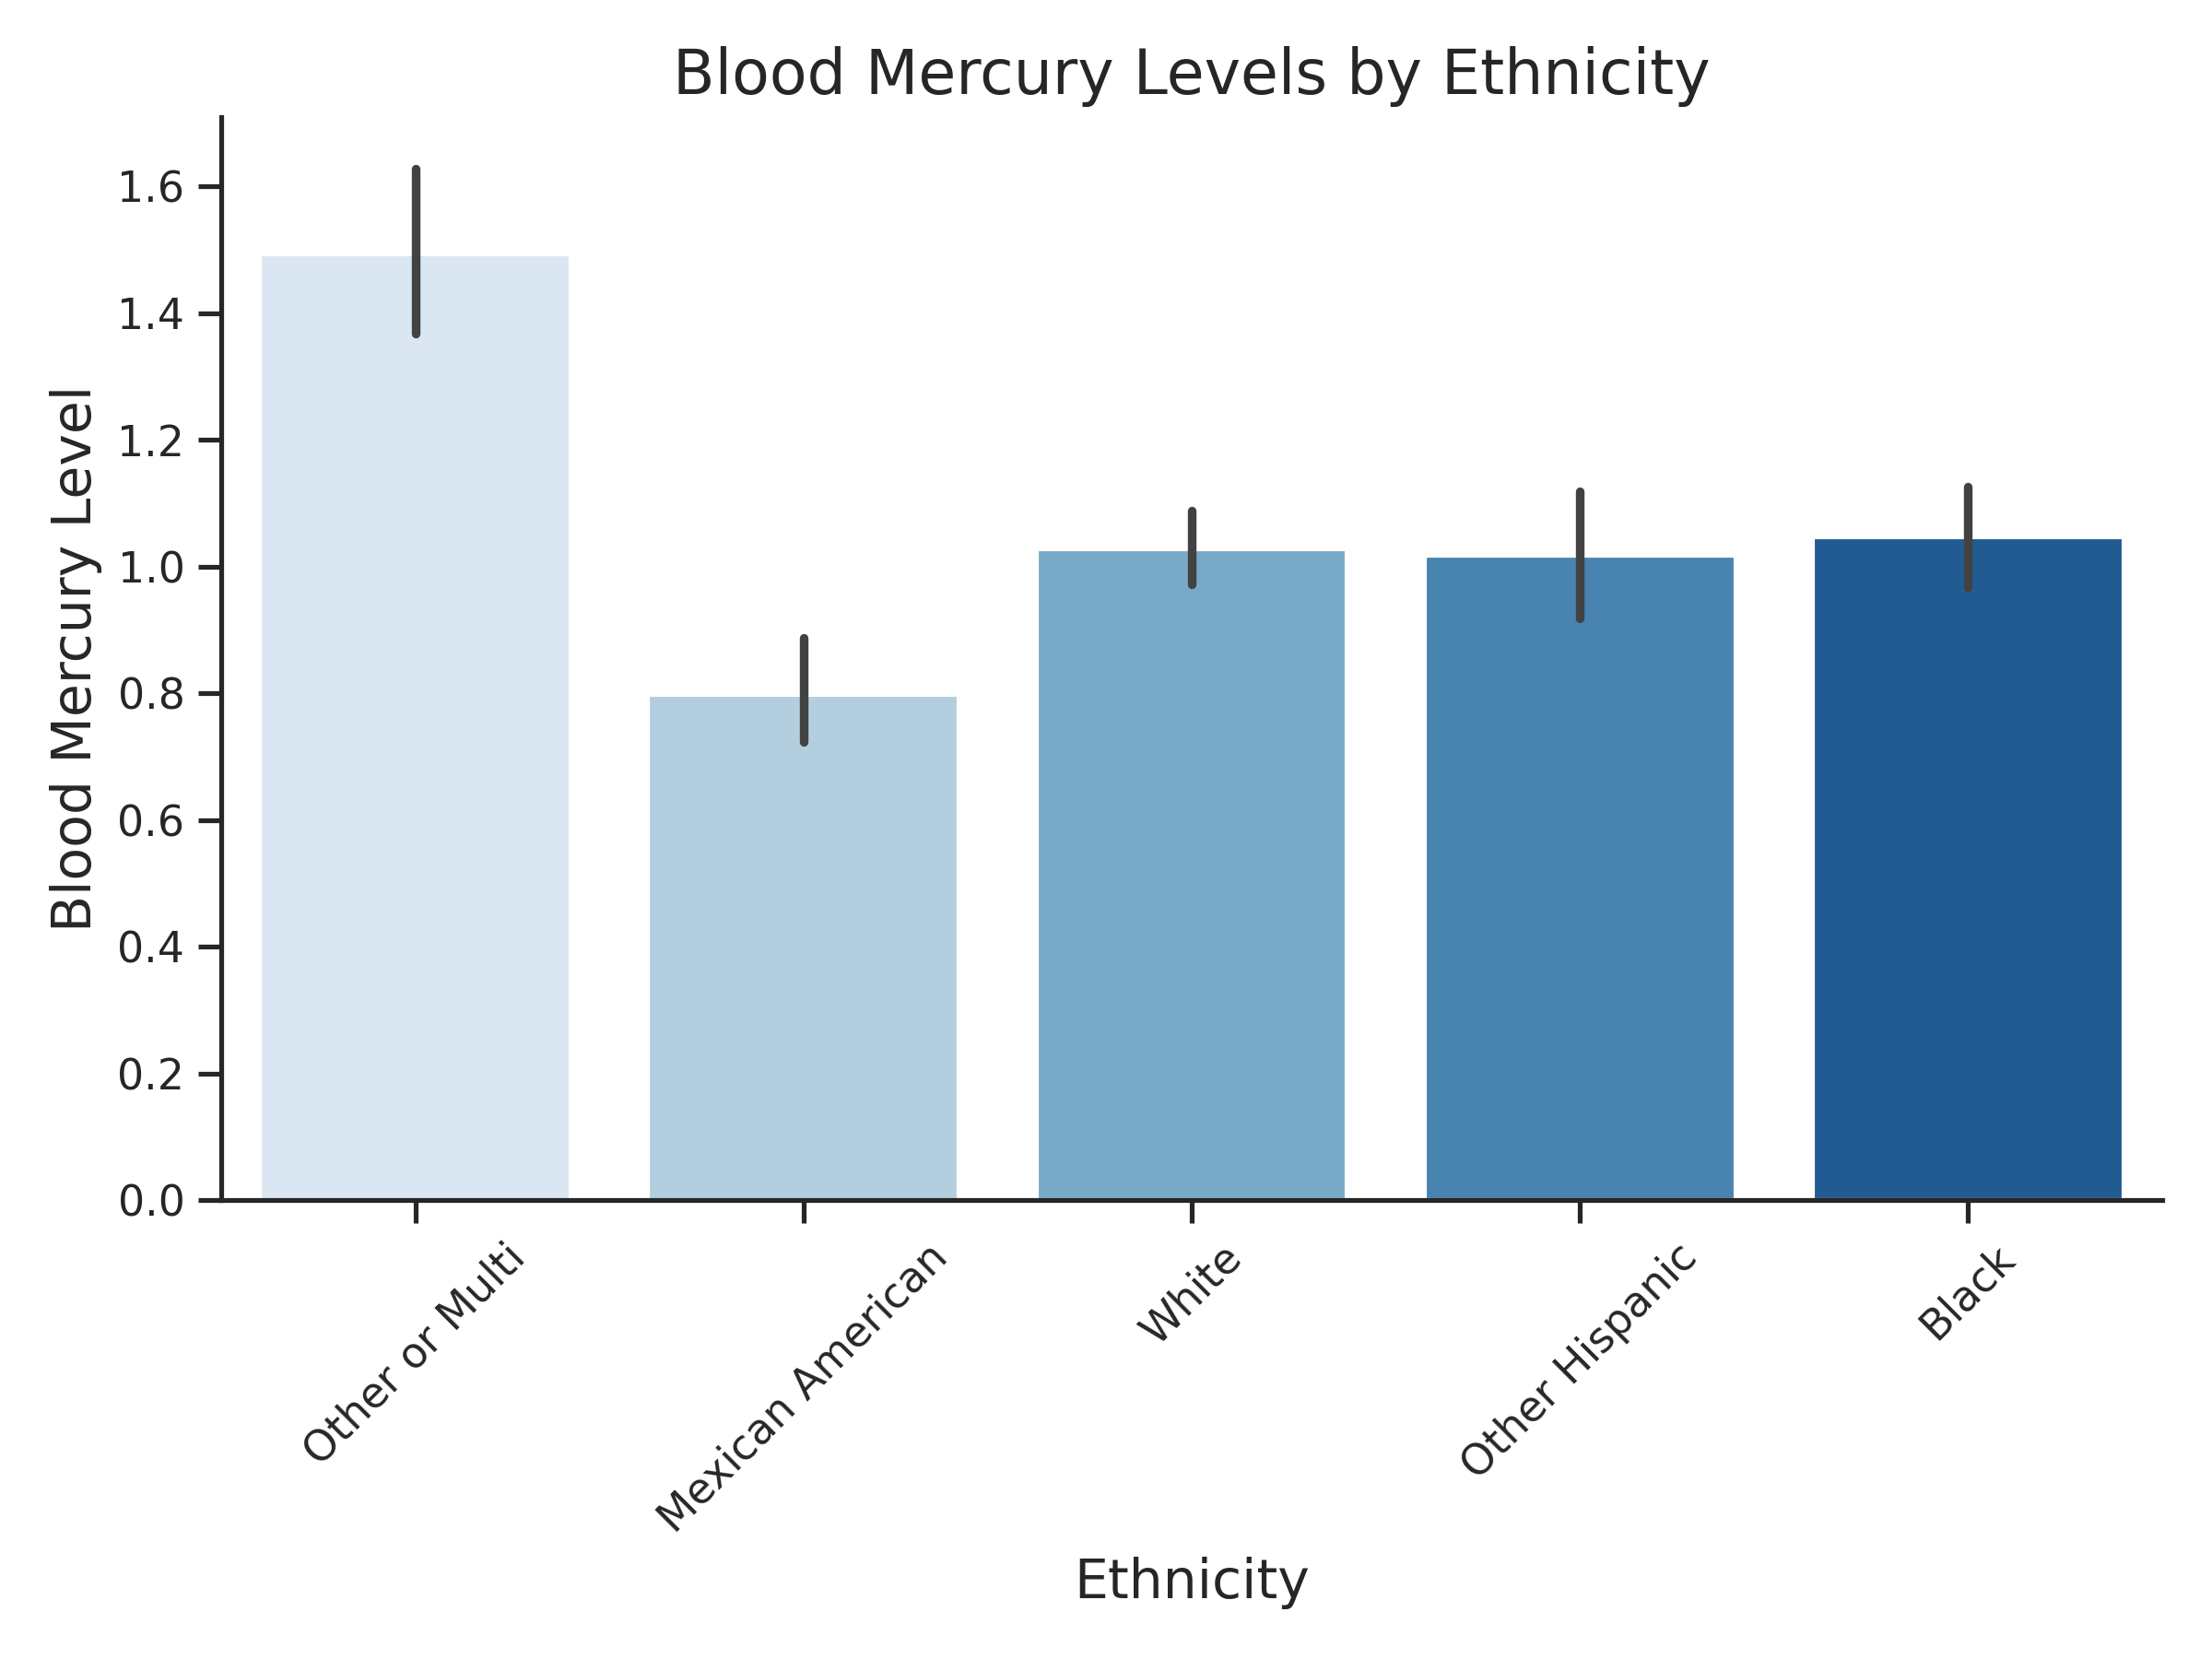 Blood Mercury Levels by Ethnicity
Blood Mercury Level
1.6
1.4
1.2
1.0
0.8
0.6
0.4
0.2
0.0
Other or Multi
Mexican American
White
Other Hispanic
Black
Ethnicity